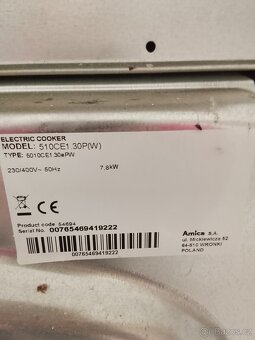 ELECTRIC COOKER
MODEL: 510CE1.30P(W)
TYPE: 5010CE1.30ePW
230/400V~ 50Hz 7,8kW
CE
Product code 54694
Serial No. 00765469419222
Amica S.A.
ul. Mickiewicza 52
64-510 WRONKI
POLAND
00765469419222